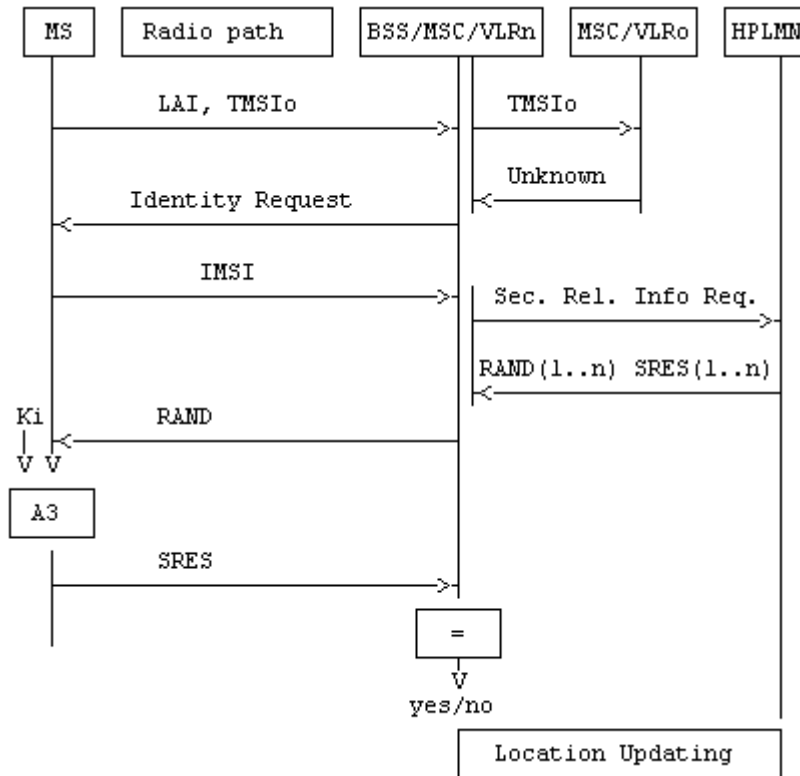 MS Radio path BSS/MSC/VLRn MSC/VLRo HPLMN
LAI, TMSIo TMSIo
Unknown
Identity Request
IMSI
Sec. Rel. Info Req.
RAND(1..n) SRES(1..n)
Ki RAND
A3
SRES
=
yes/no
Location Updating